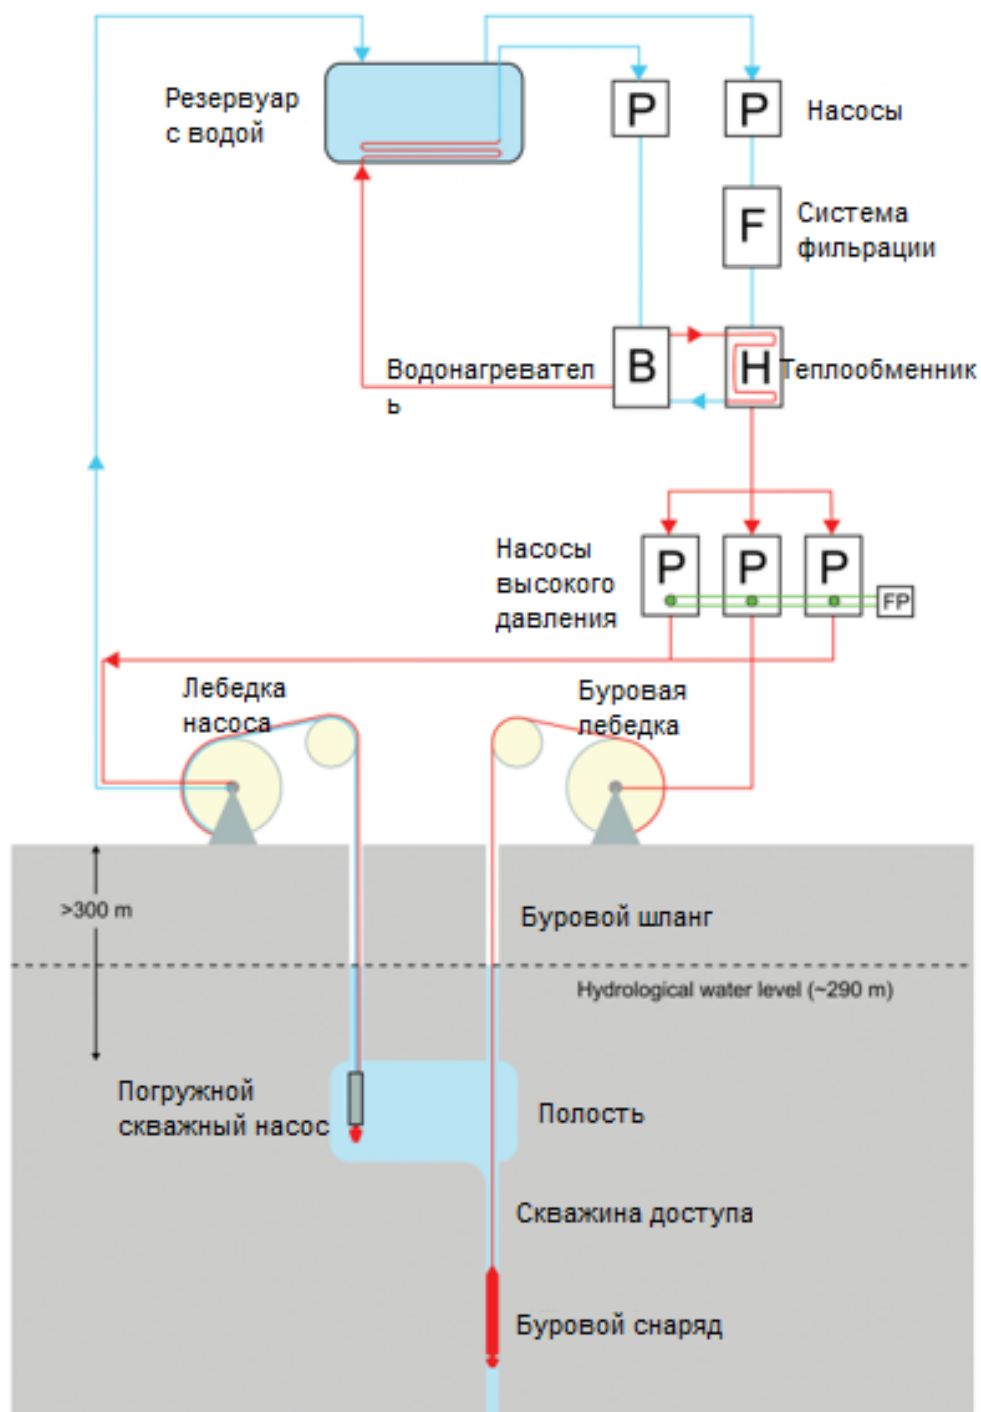 Резервуар
с водой
P
P
Насосы
F
Система
фильрации
Водонагревател
ь
B
H
Теплообменник
Насосы
высокого
давления
P
P
P
FP
Лебедка
насоса
Буровая
лебедка
>300 m
Буровой шланг
Hydrological water level (~290 m)
Погружной
скважный насос
Полость
Скважина доступа
Буровой снаряд